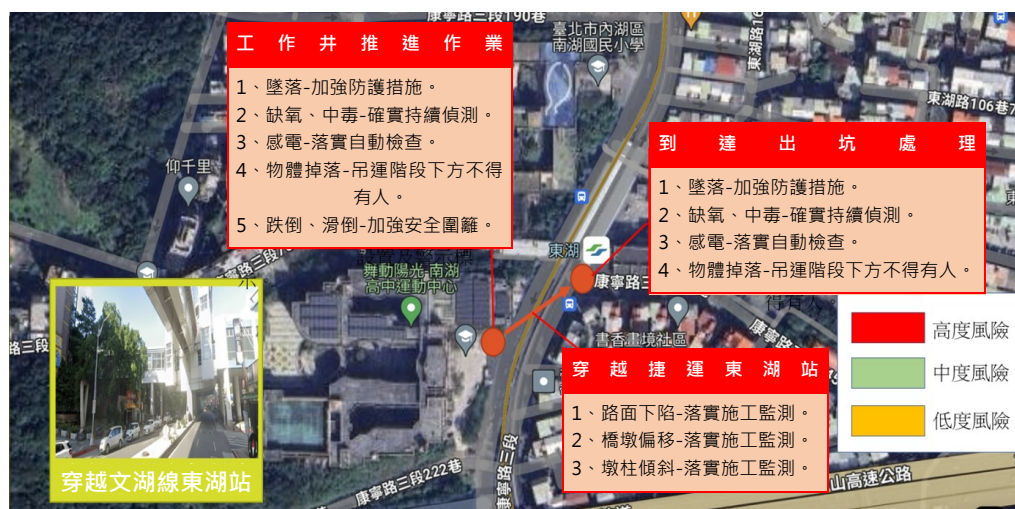 康寧路三段190巷
臺北市內湖區
南湖國民小學
東湖路106巷
仰千里
工作井推進作業
1、墜落-加強防護措施。
2、缺氧、中毒-確實持續偵測。
3、感電-落實自動檢查。
4、物體掉落-吊運階段下方不得
有人。
5、跌倒、滑倒-加強安全圍籬。
到達出坑處理
1、墜落-加強防護措施。
2、缺氧、中毒-確實持續偵測。
3、感電-落實自動檢查。
4、物體掉落-吊運階段下方不得有人。
東湖
康寧路三
舞動陽光-南湖
高中運動中心
書香畫境社區
路三段
穿越捷運東湖站
1、路面下陷-落實施工監測。
2、橋墩偏移-落實施工監測。
3、墩柱傾斜-落實施工監測。
高度風險
中度風險
低度風險
穿越文湖線東湖站
康寧路三段222巷
康寧路三段
山高速公路